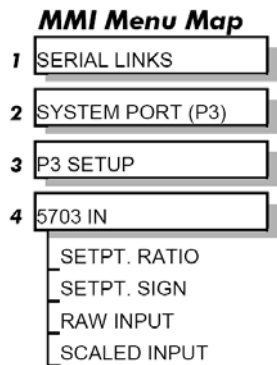 MMI Menu Map
1 SERIAL LINKS
2 SYSTEM PORT (P3)
3 P3 SETUP
4 5703 IN
SETPT. RATIO
SETPT. SIGN
RAW INPUT
SCALED INPUT